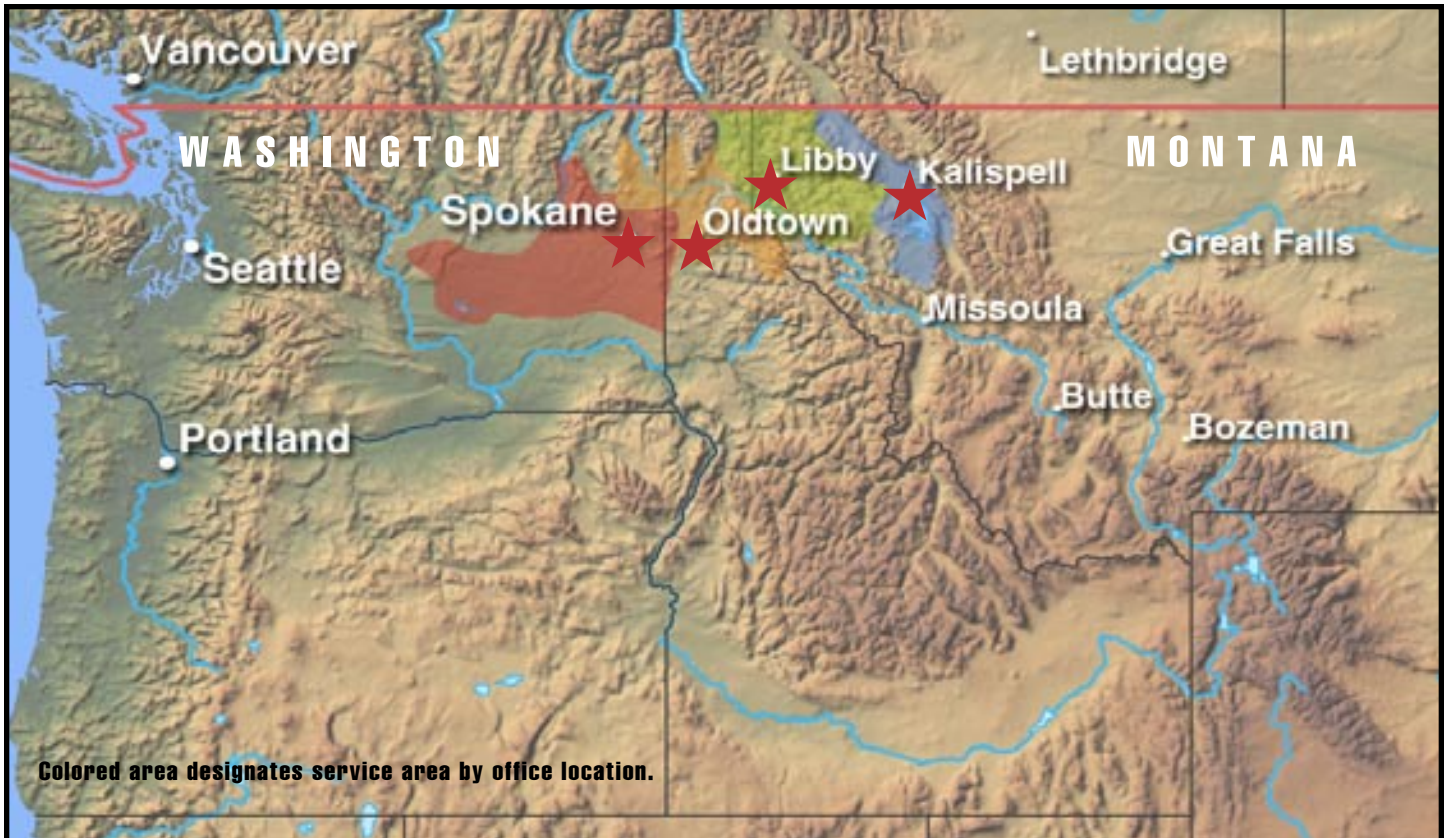 Vancouver
Lethbridge
WASHINGTON
MONTANA
Libby
Kalispell
Spokane
Oldtown
Great Falls
Seattle
Missoula
Butte
Bozeman
Portland
Colored area designates service area by office location.